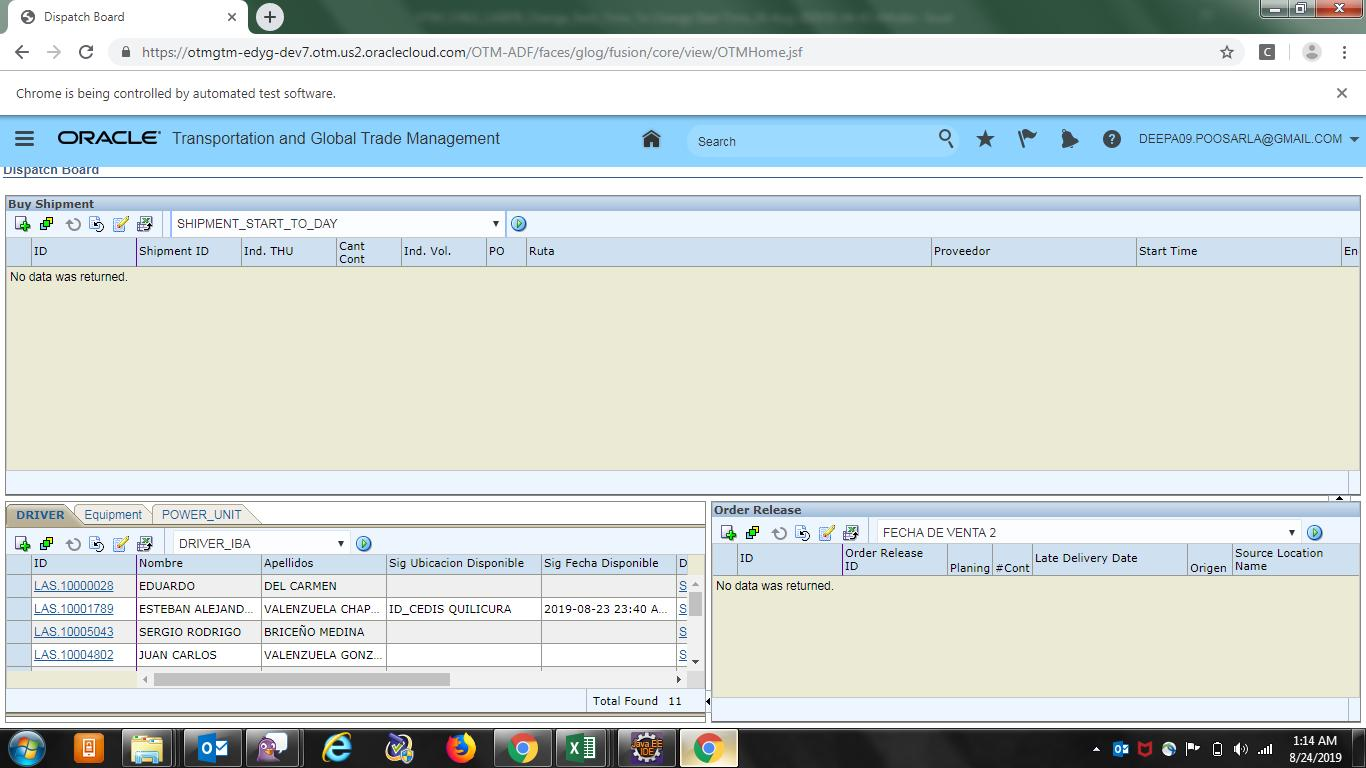 Dispatch Board
https://otmgtm-edyg-dev7.otm.us2.oraclecloud.com/OTM-ADF/faces/glog/fusion/core/view/OTMHome.jsf
C
Chrome is being controlled by automated test software.
ORACLE Transportation and Global Trade Management
Search
DEEPA09.POOSARLA@GMAIL.COM
Dispatch Board
Buy Shipment
SHIPMENT_START_TO_DAY
ID Shipment ID Ind. THU Cant Cont Ind. Vol. PO Ruta Proveedor Start Time En
No data was returned.
DRIVER Equipment POWER_UNIT
DRIVER_IBA
ID Nombre Apellidos Sig Ubicacion Disponible Sig Fecha Disponible D
LAS.10000028 EDUARDO DEL CARMEN S
LAS.10001789 ESTEBAN ALEJAND... VALENZUELA CHAP... ID_CEDIS QUILICURA 2019-08-23 23:40 A... S
LAS.10005043 SERGIO RODRIGO BRICEÑO MEDINA S
LAS.10004802 JUAN CARLOS VALENZUELA GONZ... S
Total Found 11
Order Release
FECHA DE VENTA 2
ID Order Release ID Planing #Cont Late Delivery Date Origen Source Location Name
No data was returned.
Java EE IDE
1:14 AM
8/24/2019